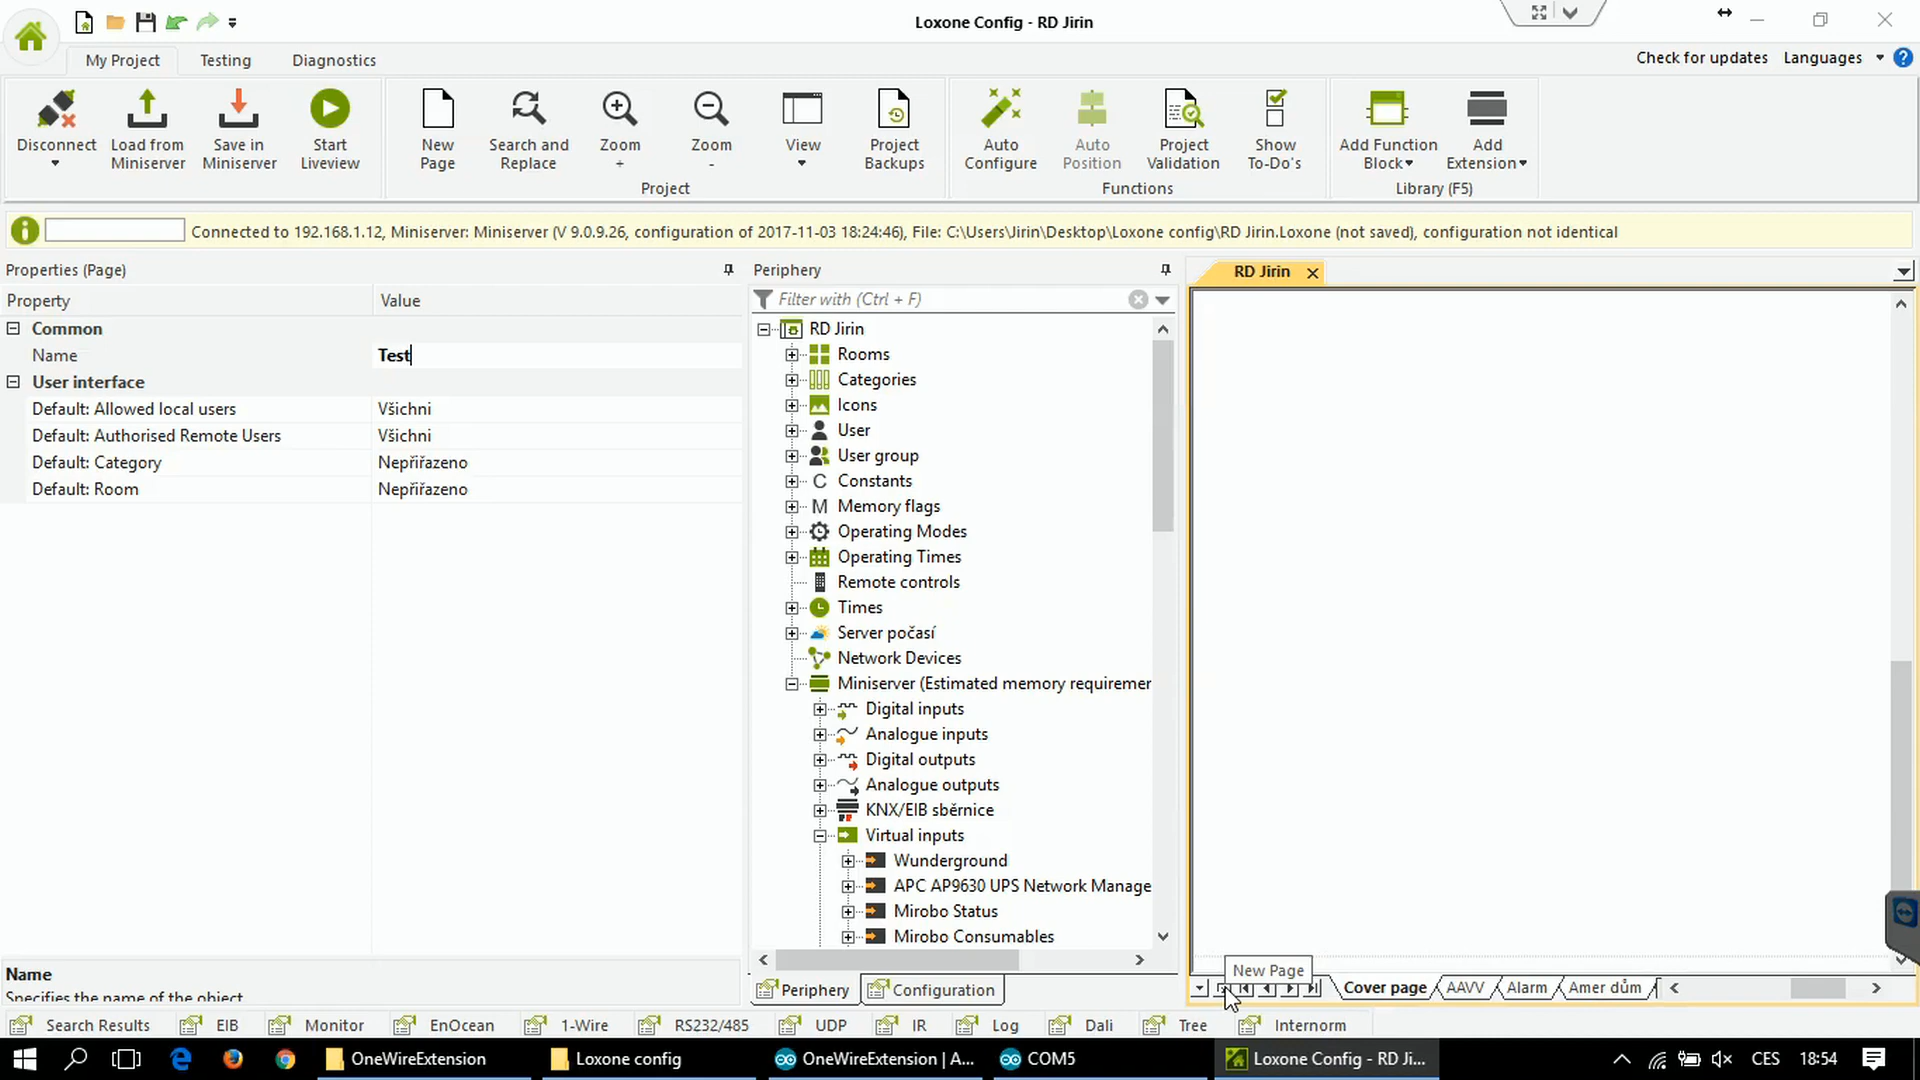 Loxone Config - RD Jirin
My Project
Testing
Diagnostics
Check for updates
Languages
?
Disconnect
Load from
Miniserver
Save in
Miniserver
Start
Liveview
New
Page
Search and
Replace
Zoom
+
Zoom
-
View
Project
Backups
Auto
Configure
Auto
Position
Project
Validation
Show
To-Do's
Add Function
Block
Add
Extension
Project
Functions
Library (F5)
Connected to 192.168.1.12, Miniserver: Miniserver (V 9.0.9.26, configuration of 2017-11-03 18:24:46), File: C:\Users\Jirin\Desktop\Loxone config\RD Jirin.Loxone (not saved), configuration not identical
Properties (Page)
Property
Value
Common
Name
Test
User interface
Default: Allowed local users
Všichni
Default: Authorised Remote Users
Všichni
Default: Category
Nepřiřazeno
Default: Room
Nepřiřazeno
Name
Specifies the name of the object
Periphery
Filter with (Ctrl + F)
RD Jirin
Rooms
Categories
Icons
User
User group
C Constants
M Memory flags
Operating Modes
Operating Times
Remote controls
Times
Server počasí
Network Devices
Miniserver (Estimated memory requiremer
Digital inputs
Analogue inputs
Digital outputs
Analogue outputs
KNX/EIB sběrnice
Virtual inputs
Wunderground
APC AP9630 UPS Network Manage
Mirobo Status
Mirobo Consumables
Periphery
Configuration
RD Jirin
New Page
Cover page
AAVV
Alarm
Amer dům
Search Results
EIB
Monitor
EnOcean
1-Wire
RS232/485
UDP
IR
Log
Dali
Tree
Internorm
OneWireExtension
Loxone config
OneWireExtension | A...
COM5
Loxone Config - RD Ji...
CES
18:54